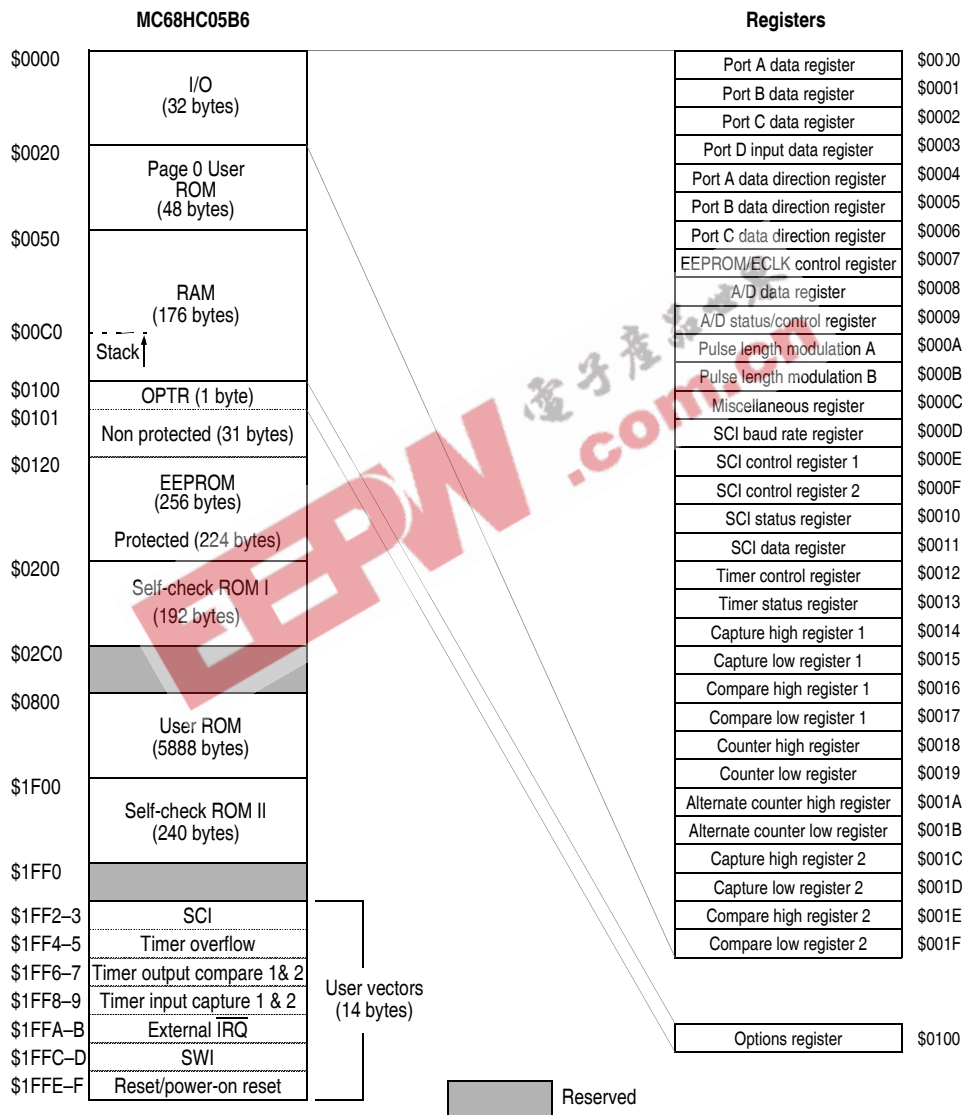 MC68HC05B6
$0000
I/O
(32 bytes)
$0020
Page 0 User
ROM
(48 bytes)
$0050
RAM
(176 bytes)
$00C0
Stack
$0100
OPTR (1 byte)
$0101
Non protected (31 bytes)
$0120
EEPROM
(256 bytes)
Protected (224 bytes)
$0200
Self-check ROM I
(192 bytes)
$02C0
$0800
User ROM
(5888 bytes)
$1F00
Self-check ROM II
(240 bytes)
$1FF0
$1FF2–3 SCI
$1FF4–5 Timer overflow
$1FF6–7 Timer output compare 1& 2
$1FF8–9 Timer input capture 1 & 2
$1FFA–B External IRQ
$1FFC–D SWI
$1FFE–F Reset/power-on reset
User vectors
(14 bytes)
Reserved
Registers
Port A data register $0000
Port B data register $0001
Port C data register $0002
Port D input data register $0003
Port A data direction register $0004
Port B data direction register $0005
Port C data direction register $0006
EEPROM/ECLK control register $0007
A/D data register $0008
A/D status/control register $0009
Pulse length modulation A $000A
Pulse length modulation B $000B
Miscellaneous register $000C
SCI baud rate register $000D
SCI control register 1 $000E
SCI control register 2 $000F
SCI status register $0010
SCI data register $0011
Timer control register $0012
Timer status register $0013
Capture high register 1 $0014
Capture low register 1 $0015
Compare high register 1 $0016
Compare low register 1 $0017
Counter high register $0018
Counter low register $0019
Alternate counter high register $001A
Alternate counter low register $001B
Capture high register 2 $001C
Capture low register 2 $001D
Compare high register 2 $001E
Compare low register 2 $001F
Options register $0100
EEPW
.com.cn
電子産品世界